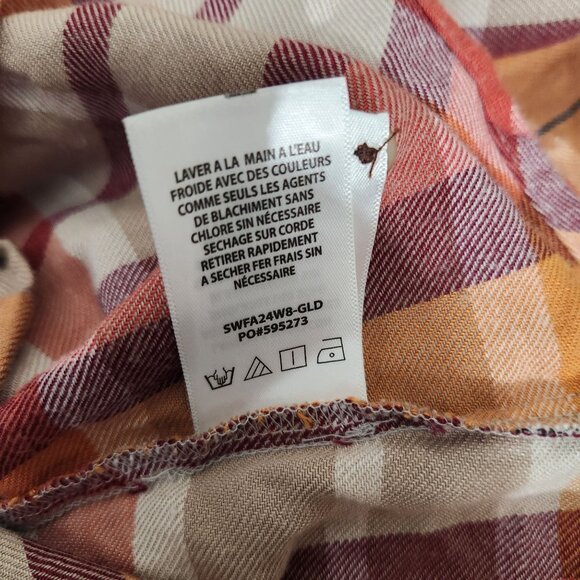 LAVER A LA MAIN A L'EAU
FROIDE AVEC DES COULEURS
COMME SEULS LES AGENTS
DE BLACHIMENT SANS
CHLORE SIN NÉCESSAIRE
SECHAGE SUR CORDE
RETIRER RAPIDEMENT
A SECHER FER FRAIS SIN
NÉCESSAIRE
SWFA24W8-GLD
PO#595273